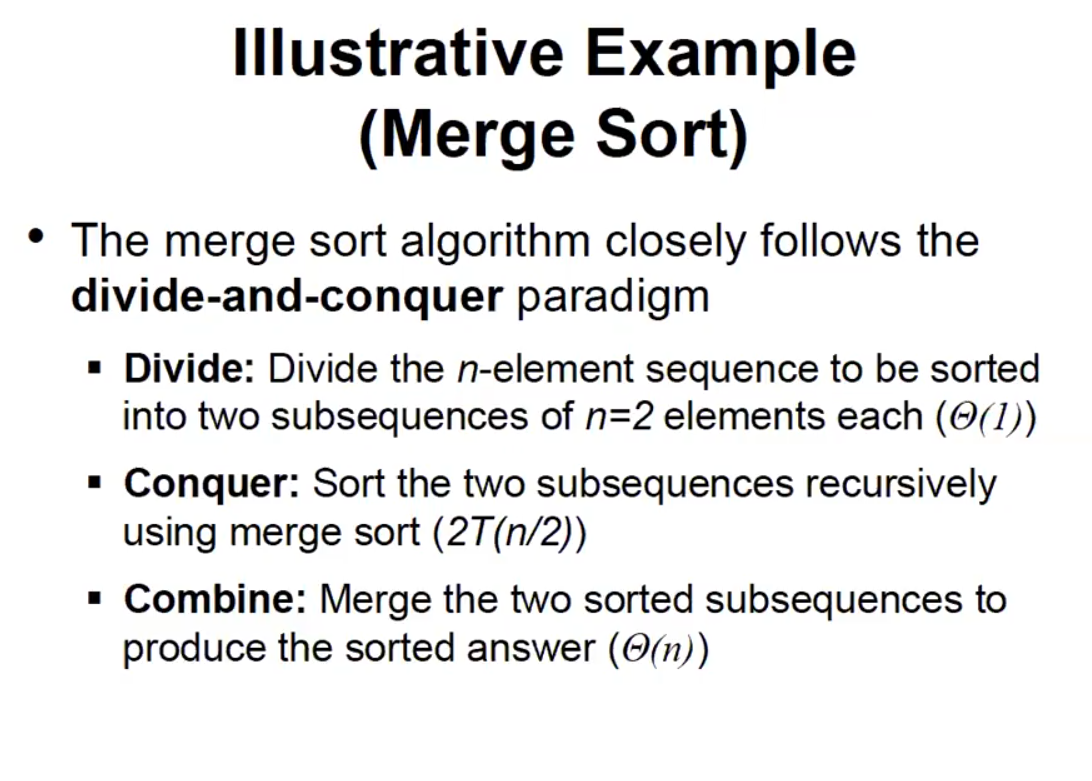 Illustrative Example
(Merge Sort)
• The merge sort algorithm closely follows the
divide-and-conquer paradigm
▪ Divide: Divide the n-element sequence to be sorted
into two subsequences of n=2 elements each (Θ(1))
▪ Conquer: Sort the two subsequences recursively
using merge sort (2T(n/2))
▪ Combine: Merge the two sorted subsequences to
produce the sorted answer (Θ(n))